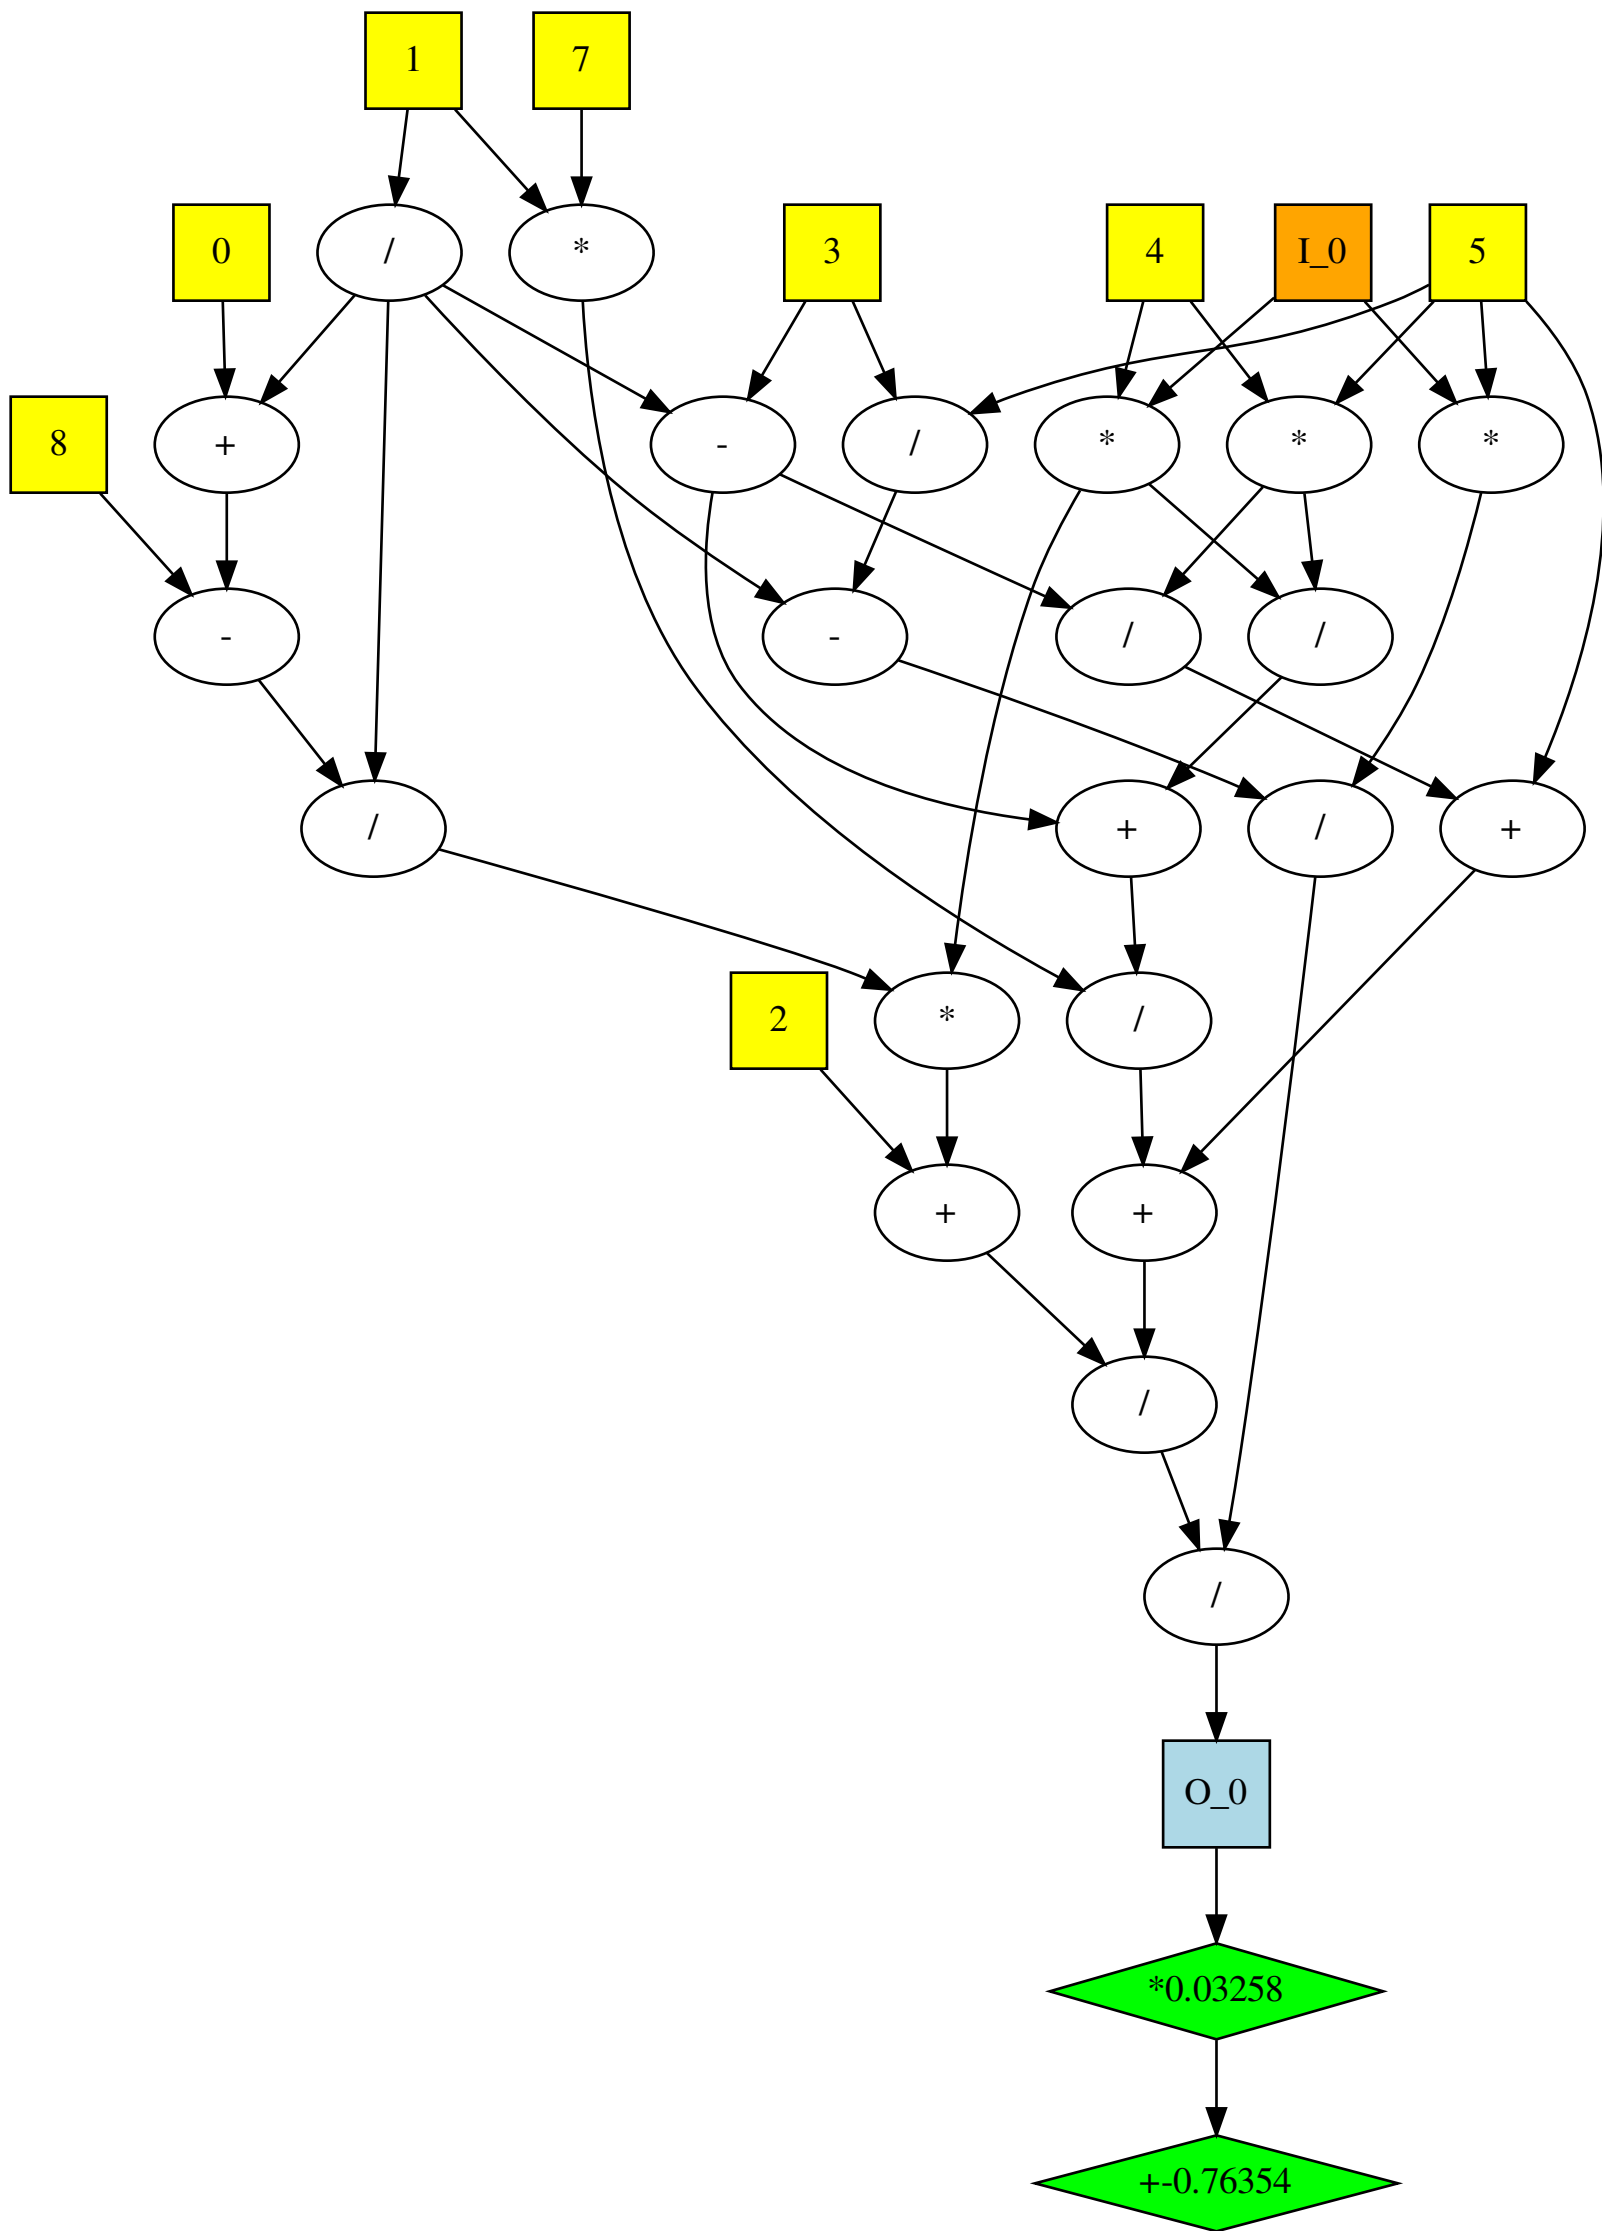 1 7
0 / * 3 4 I_0 5
8 + - / * * *
- - / /
/ + / +
2 * /
+ +
/
/
O_0
*0.03258
+-0.76354